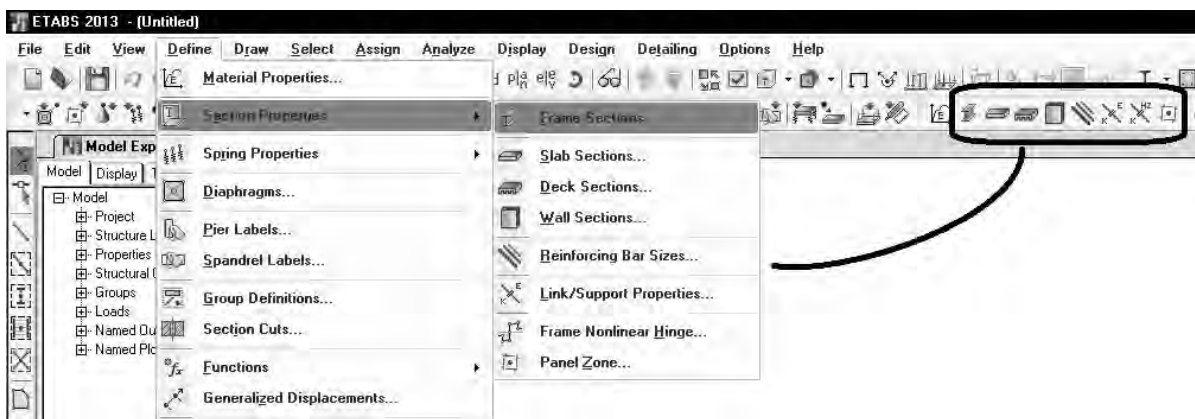 ETABS 2013 - (Untitled)
File Edit View Define Draw Select Assign Analyze Display Design Detailing Options Help
Material Properties...
Section Properties
Spring Properties
Diaphragms...
Pier Labels...
Spandrel Labels...
Group Definitions...
Section Cuts...
Functions
Generalized Displacements...
Frame Sections...
Slab Sections...
Deck Sections...
Wall Sections...
Reinforcing Bar Sizes...
Link/Support Properties...
Frame Nonlinear Hinge...
Panel Zone...
Model Exp
Model Display T
Model
Project
Structure L
Properties
Structural
Groups
Loads
Named Ou
Named Plo